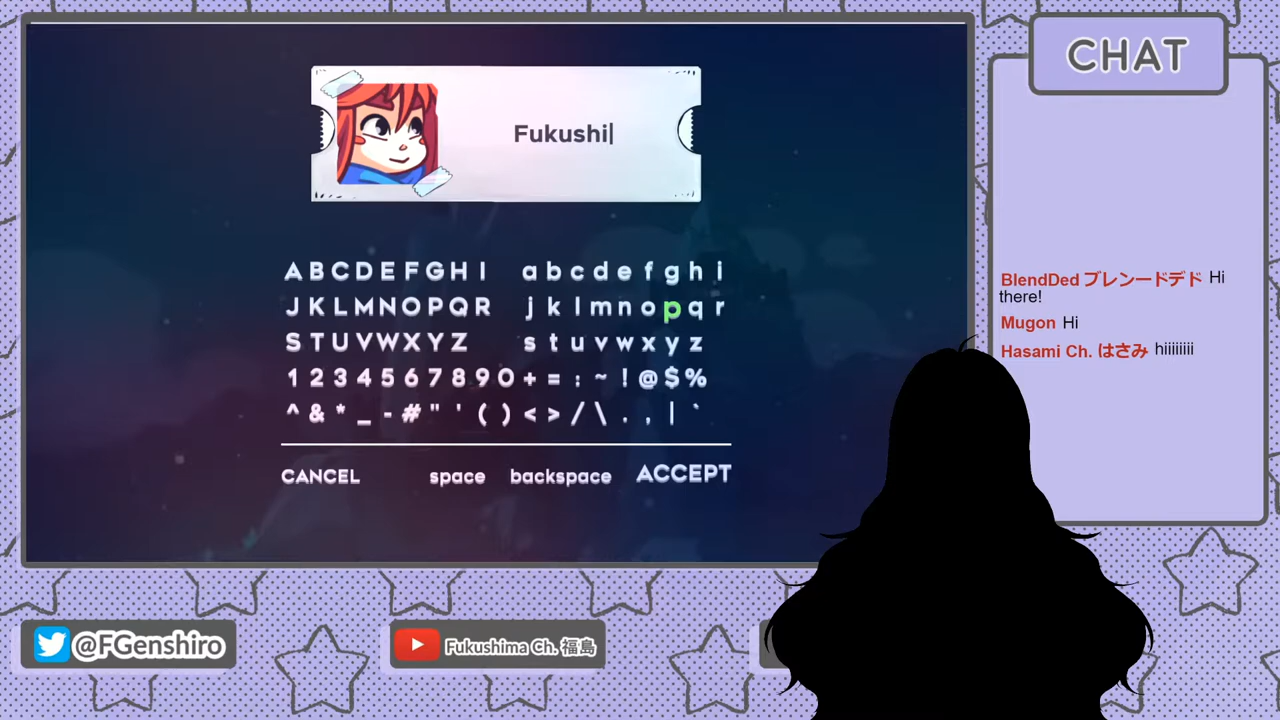 CHAT
Fukushi
A B C D E F G H I a b c d e f g h i
J K L M N O P Q R j k l m n o p q r
S T U V W X Y Z s t u v w x y z
1 2 3 4 5 6 7 8 9 0 + = : ~ ! @ $ %
^ & * _ - # " ' ( ) < > / \ . , | `
CANCEL space backspace ACCEPT
BlendDed ブレンードデド Hi
there!
Mugon Hi
Hasami Ch. はさみ hiiiiiiii
@FGenshiro
Fukushima Ch. 福島